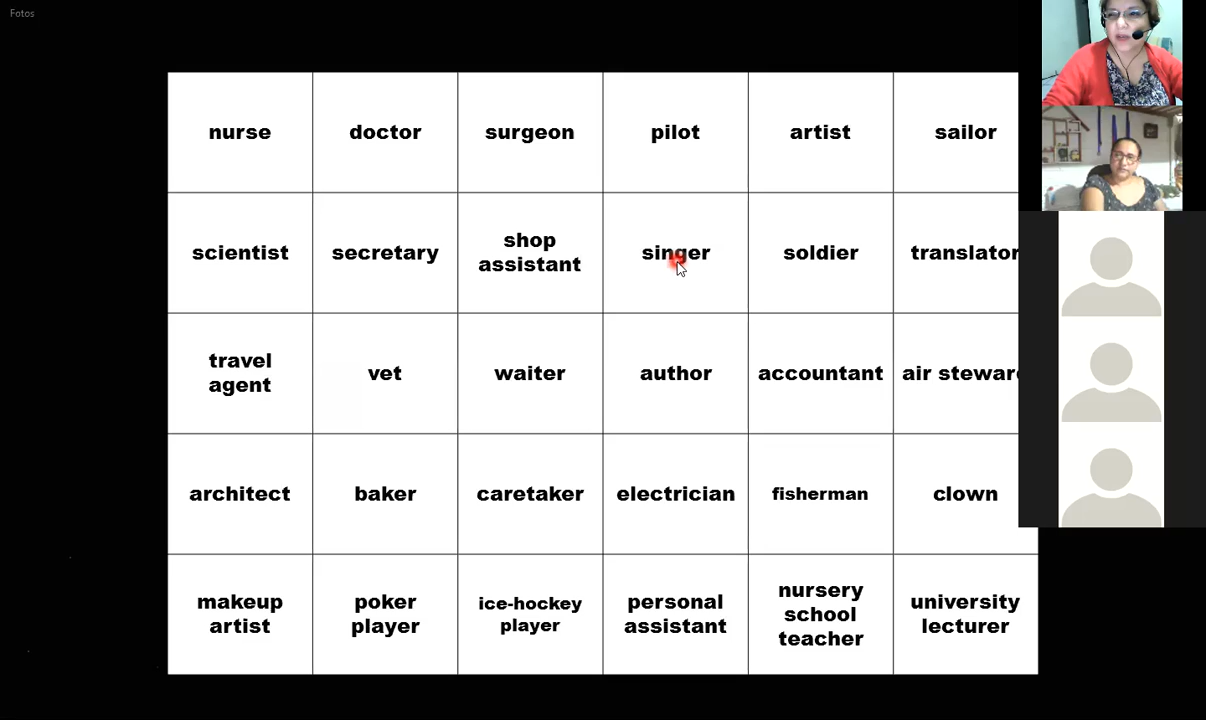 Fotos
nurse
doctor
surgeon
pilot
artist
sailor
scientist
secretary
shop
assistant
singer
soldier
translator
travel
agent
vet
waiter
author
accountant
air steward
architect
baker
caretaker
electrician
fisherman
clown
makeup
artist
poker
player
ice-hockey
player
personal
assistant
nursery
school
teacher
university
lecturer